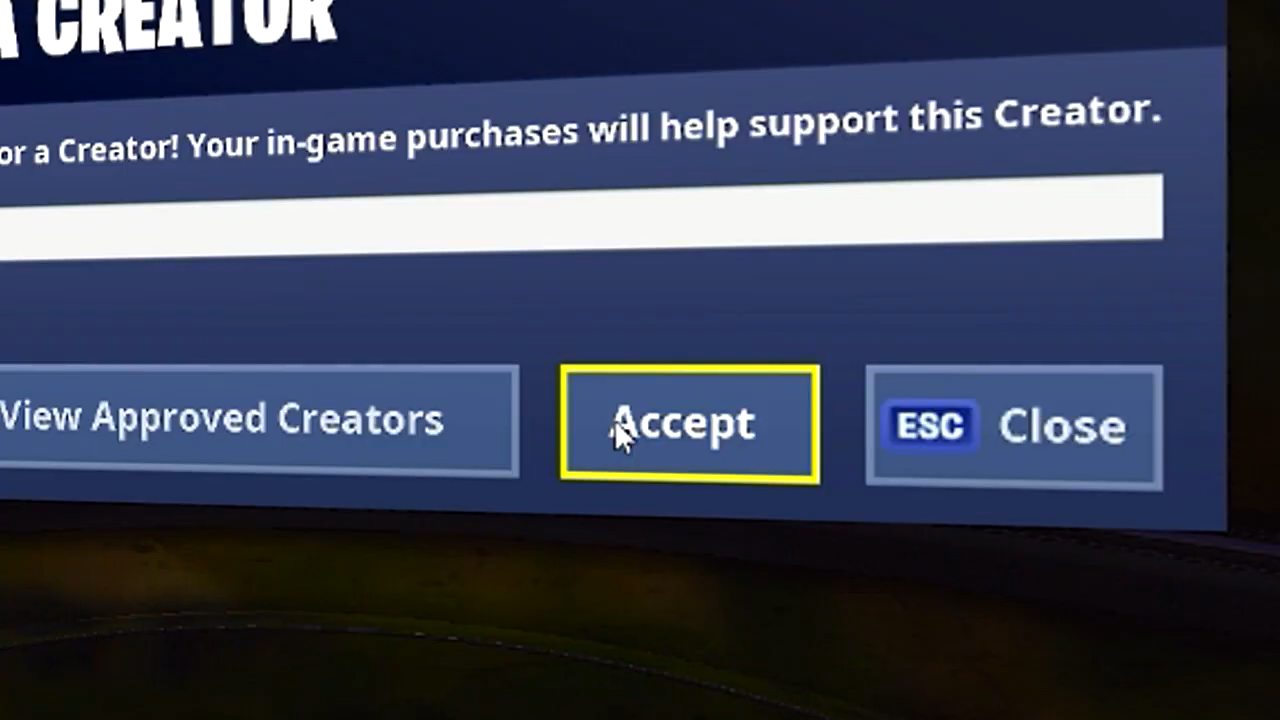 A CREATOR
or a Creator! Your in-game purchases will help support this Creator.
View Approved Creators
Accept
ESC Close